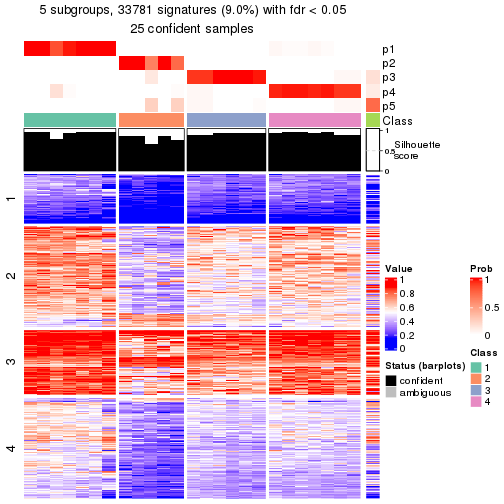 5 subgroups, 33781 signatures (9.0%) with fdr < 0.05
25 confident samples
p1
p2
p3
p4
p5
Class
1
0.5
0
Silhouette
score
1
2
3
4
Value
1
0.8
0.6
0.4
0.2
0
Prob
1
0.5
0
Status (barplots)
confident
ambiguous
Class
1
2
3
4